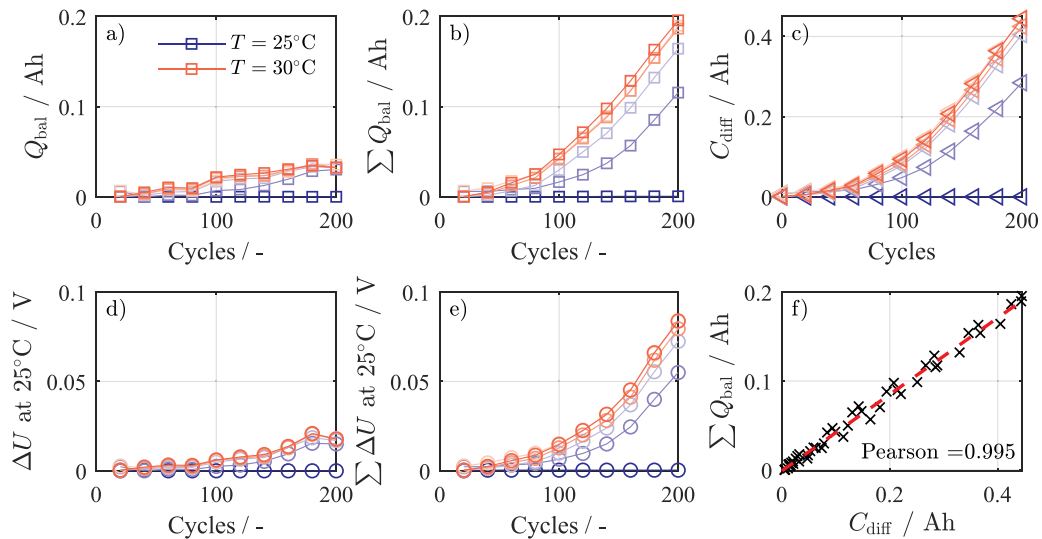 a)
T = 25°C
T = 30°C
Q_bal / Ah
0.2
0.1
0
0
100
200
Cycles / -
b)
∑ Q_bal / Ah
0.2
0.1
0
0
100
200
Cycles / -
c)
C_diff / Ah
0.4
0.2
0
0
100
200
Cycles
d)
ΔU at 25°C / V
0.1
0.05
0
0
100
200
Cycles / -
e)
∑ ΔU at 25°C / V
0.1
0.05
0
0
100
200
Cycles / -
f)
∑ Q_bal / Ah
0.2
0.1
0
0
0.2
0.4
Pearson =0.995
C_diff / Ah